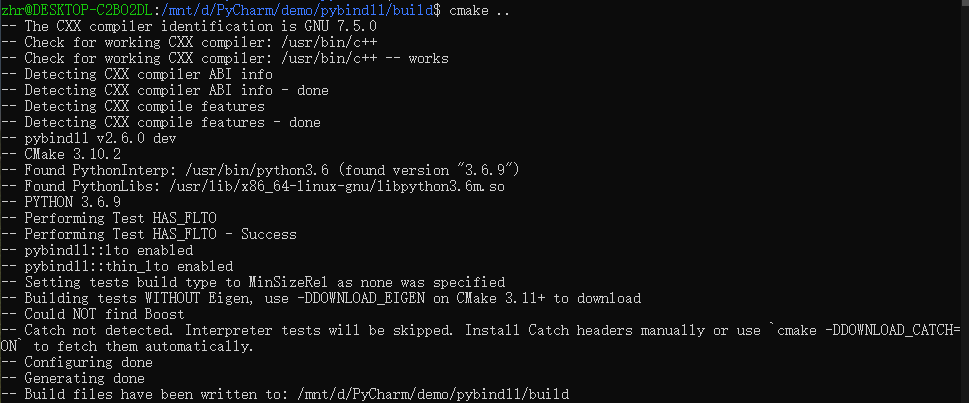 zhr@DESKTOP-C2BO2DL:/mnt/d/PyCharm/demo/pybind11/build$ cmake ..
-- The CXX compiler identification is GNU 7.5.0
-- Check for working CXX compiler: /usr/bin/c++
-- Check for working CXX compiler: /usr/bin/c++ -- works
-- Detecting CXX compiler ABI info
-- Detecting CXX compiler ABI info - done
-- Detecting CXX compile features
-- Detecting CXX compile features - done
-- pybind11 v2.6.0 dev
-- CMake 3.10.2
-- Found PythonInterp: /usr/bin/python3.6 (found version "3.6.9")
-- Found PythonLibs: /usr/lib/x86_64-linux-gnu/libpython3.6m.so
-- PYTHON 3.6.9
-- Performing Test HAS_FLTO
-- Performing Test HAS_FLTO - Success
-- pybind11::lto enabled
-- pybind11::thin_lto enabled
-- Setting tests build type to MinSizeRel as none was specified
-- Building tests WITHOUT Eigen, use -DDOWNLOAD_EIGEN on CMake 3.11+ to download
-- Could NOT find Boost
-- Catch not detected. Interpreter tests will be skipped. Install Catch headers manually or use `cmake -DDOWNLOAD_CATCH=
ON` to fetch them automatically.
-- Configuring done
-- Generating done
-- Build files have been written to: /mnt/d/PyCharm/demo/pybind11/build